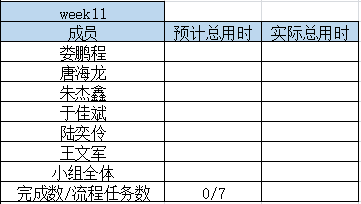 week11
成员 预计总用时 实际总用时
娄鹏程
唐海龙
朱杰鑫
于佳斌
陆奕伶
王文军
小组全体
完成数/流程任务数 0/7